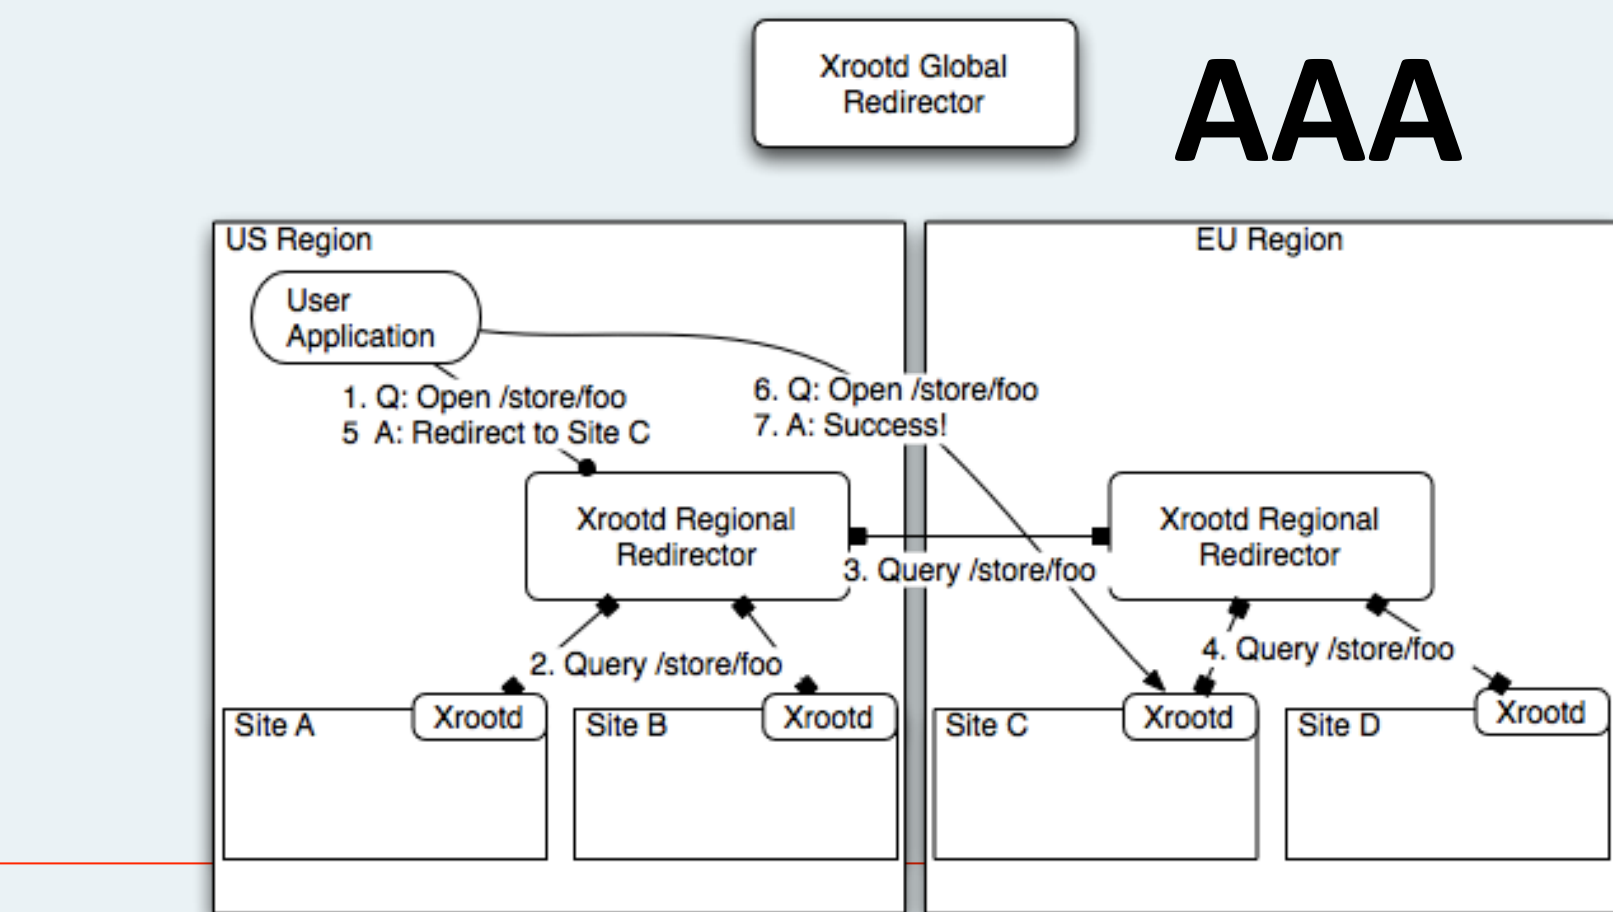 Xrootd Global
Redirector
AAA
US Region
EU Region
User
Application
1. Q: Open /store/foo
5  A: Redirect to Site C
6. Q: Open /store/foo
7. A: Success!
Xrootd Regional
Redirector
Xrootd Regional
Redirector
3. Query /store/foo
2. Query /store/foo
4. Query /store/foo
Site A
Xrootd
Site B
Xrootd
Site C
Xrootd
Site D
Xrootd